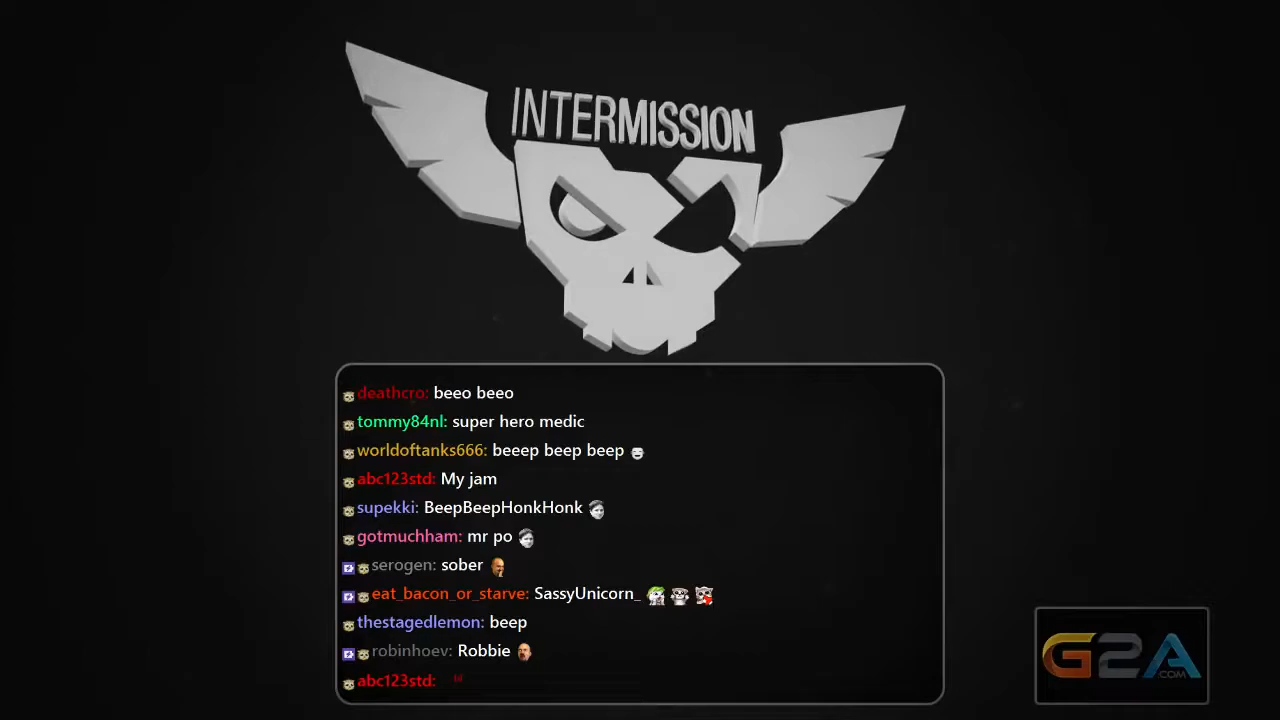 INTERMISSION
deathcro: beeo beeo
tommy84nl: super hero medic
worldoftanks666: beeep beep beep
abc123std: My jam
supekki: BeepBeepHonkHonk
gotmuchham: mr po
serogen: sober
eat_bacon_or_starve: SassyUnicorn_
thestagedlemon: beep
robinhoev: Robbie
abc123std:
G2A
.COM